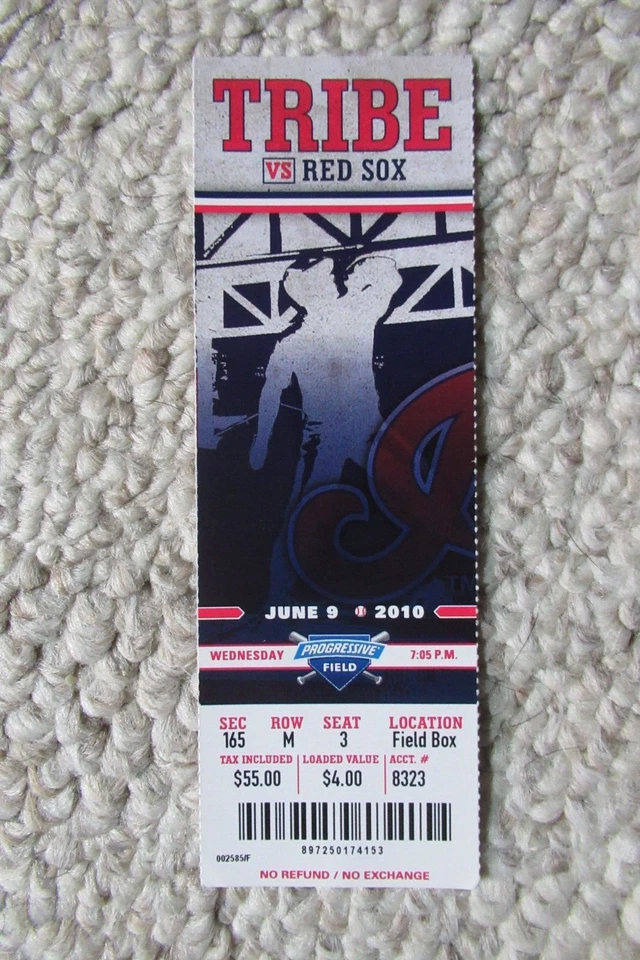 TRIBE
VS RED SOX
TM
JUNE 9 2010
WEDNESDAY PROGRESSIVE FIELD 7:05 P.M.
SEC ROW SEAT LOCATION
165 M 3 Field Box
TAX INCLUDED LOADED VALUE ACCT. #
$55.00 $4.00 8323
897250174153
002585/F
NO REFUND / NO EXCHANGE